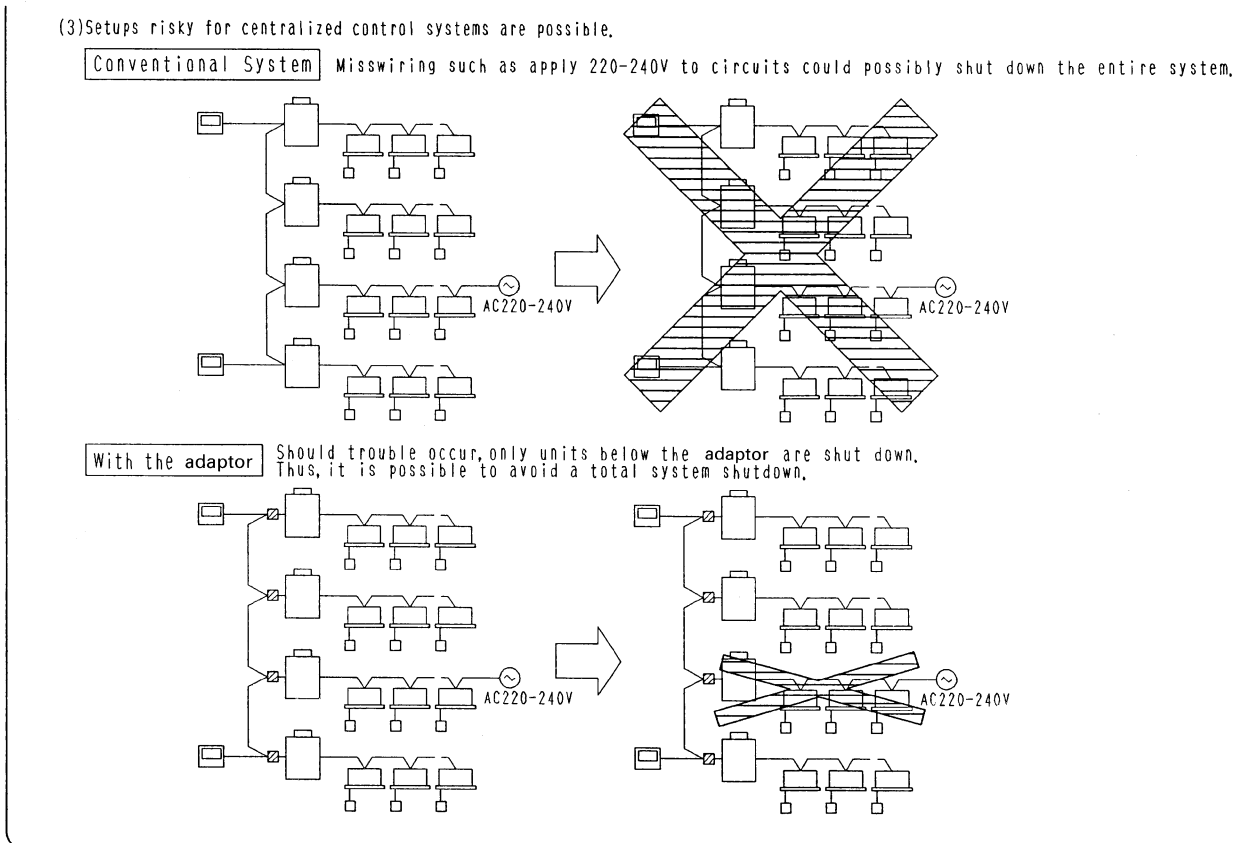 (3)Setups risky for centralized control systems are possible.
Conventional System Misswiring such as apply 220-240V to circuits could possibly shut down the entire system.
AC220-240V
AC220-240V
With the adaptor Should trouble occur, only units below the adaptor are shut down.
Thus, it is possible to avoid a total system shutdown.
AC220-240V
AC220-240V